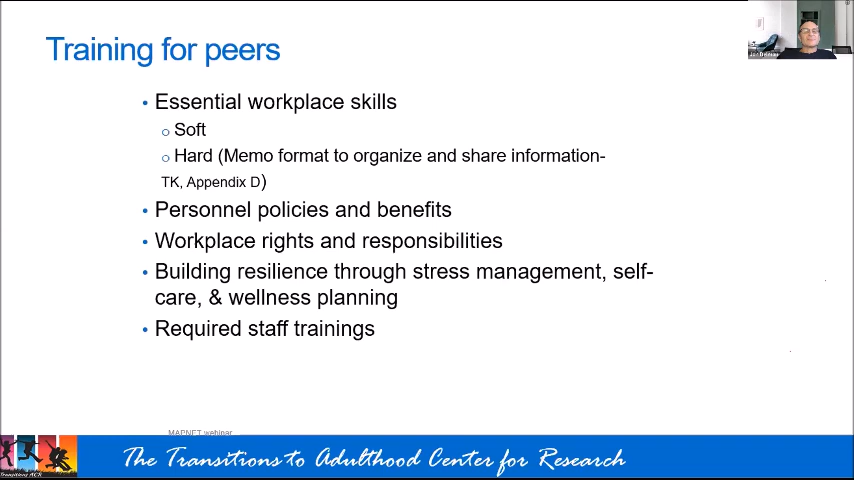 Training for peers
• Essential workplace skills
o Soft
o Hard (Memo format to organize and share information-
TK, Appendix D)
• Personnel policies and benefits
• Workplace rights and responsibilities
• Building resilience through stress management, self-
care, & wellness planning
• Required staff trainings
MAPNET webinar
Transitions ACR
The Transitions to Adulthood Center for Research